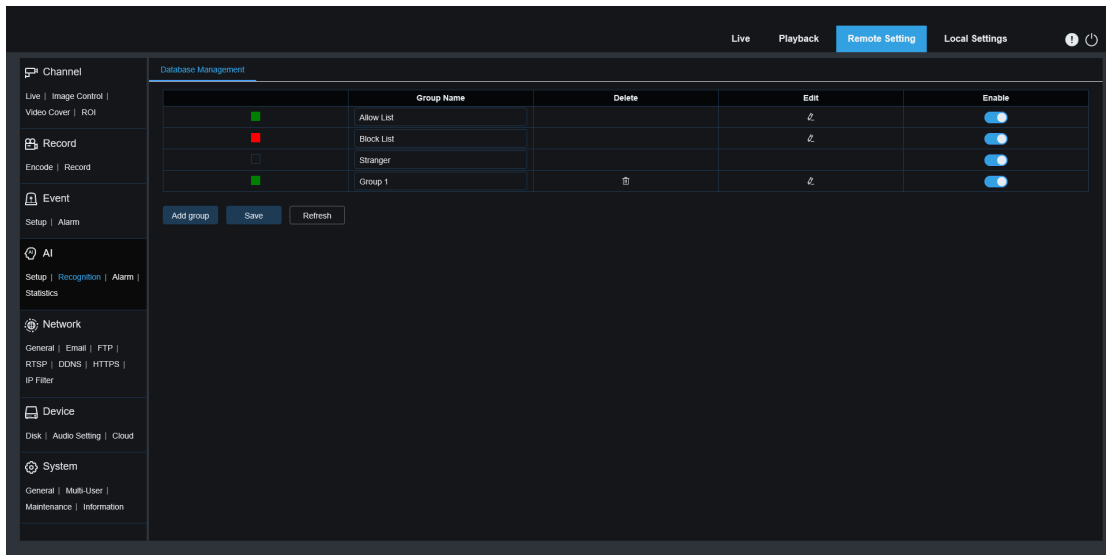 Live Playback Remote Setting Local Settings
Channel
Live | Image Control |
Video Cover | ROI
Record
Encode | Record
Event
Setup | Alarm
AI
Setup | Recognition | Alarm |
Statistics
Network
General | Email | FTP |
RTSP | DDNS | HTTPS |
IP Filter
Device
Disk | Audio Setting | Cloud
System
General | Multi-User |
Maintenance | Information
Database Management
Group Name Delete Edit Enable
Allow List
Block List
Stranger
Group 1
Add group Save Refresh